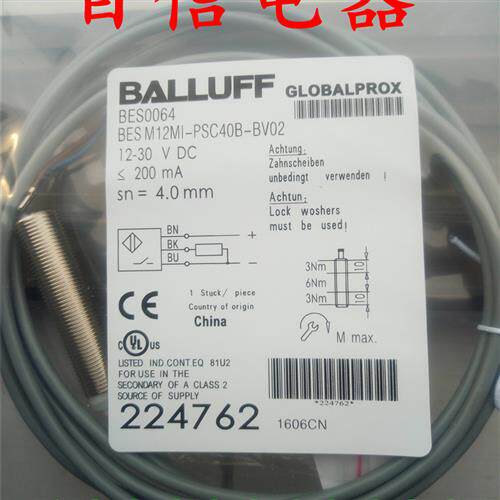 百信电器
BALLUFF GLOBALPROX
BES0064
BES M12MI-PSC40B-BV02
12-30 V DC
≤ 200 mA
sn = 4.0 mm
Achtung:
Zahnscheiben
unbedingt verwenden!
Achtun:
Lock woshers
must be used!
BN +
BK
BU -
3Nm 10
6Nm
3Nm 10
M max.
CE
1 Stuck/ piece
Country of origin
China
C UL US
LISTED IND CONT.EQ 81U2
FOR USE IN THE
SECONDARY OF A CLASS 2
SOURCE OF SUPPLY
224762
*224762*
1606CN